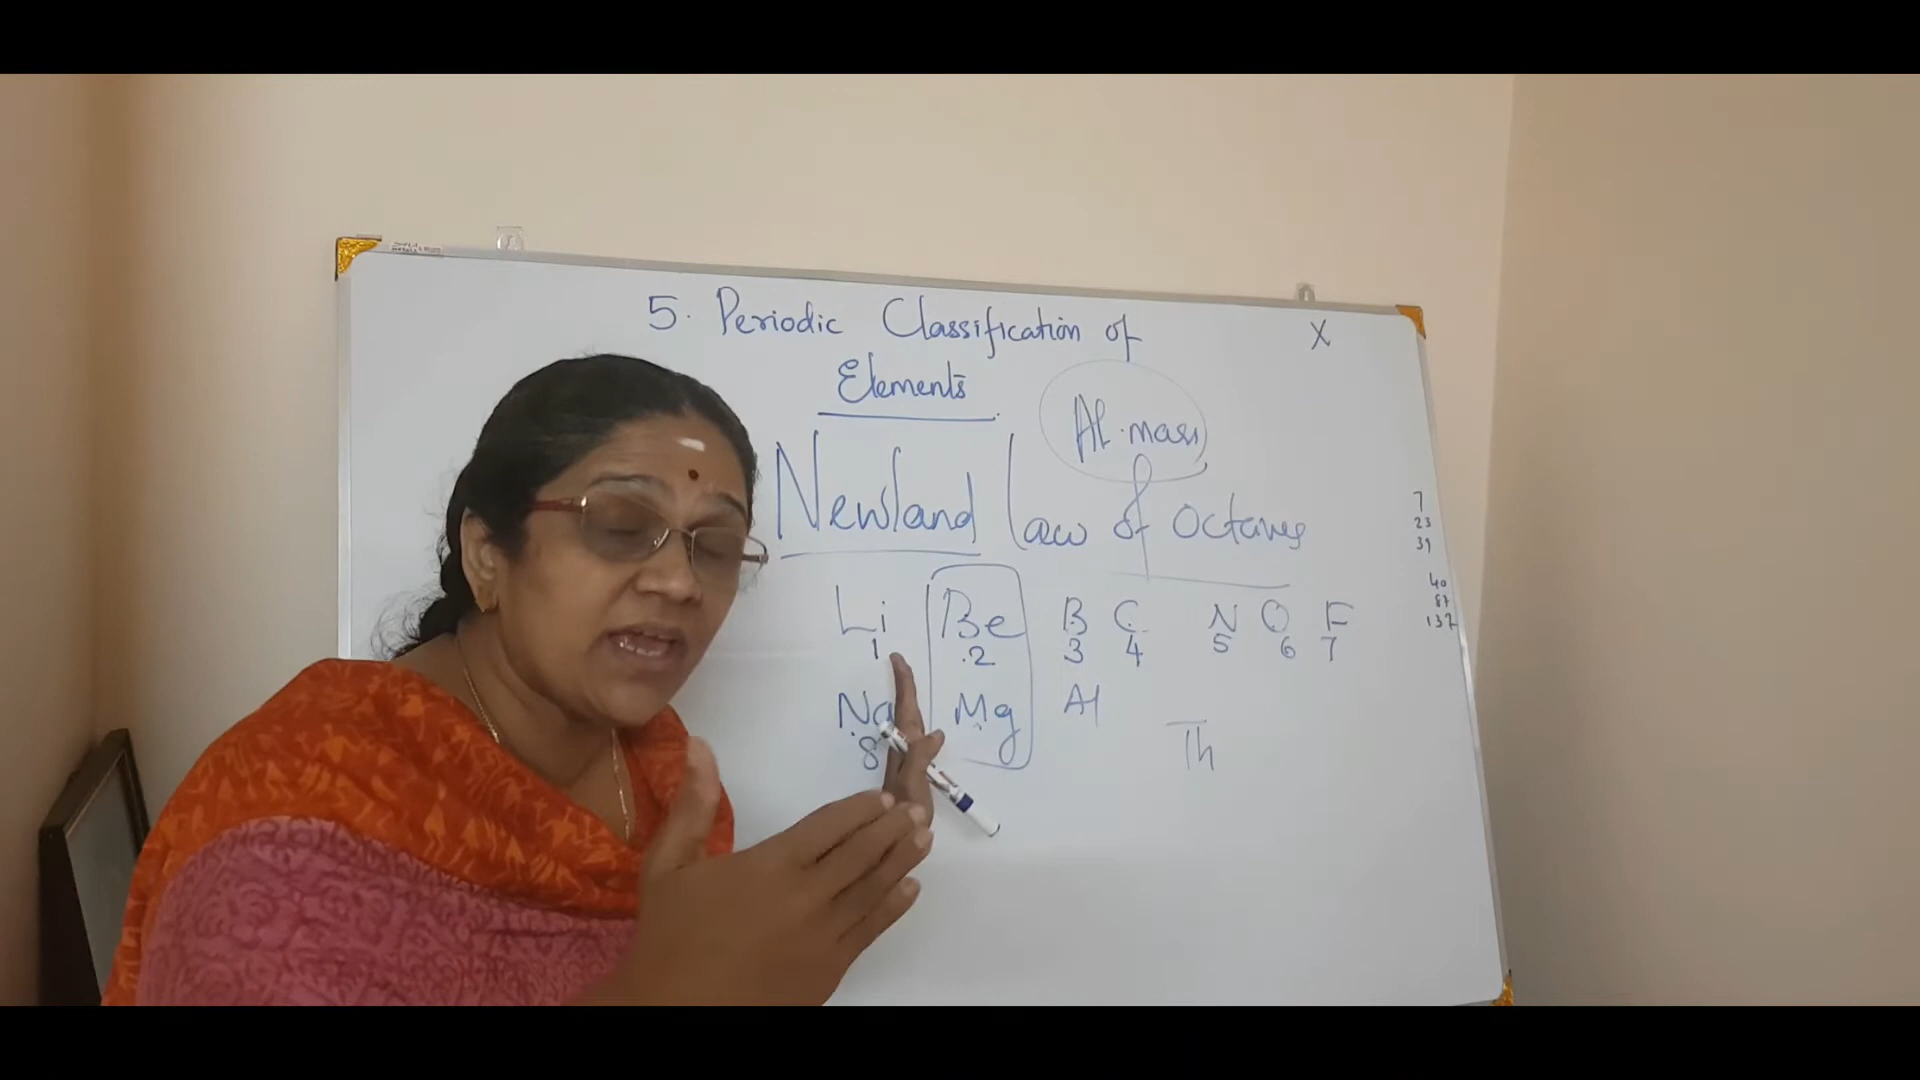 5. Periodic Classification of
X
Elements
At. mass
Newland law of Octaves
7
23
39
40
87
137
Li Be B C N O F
1 2 3 4 5 6 7
Na Mg Al
8
Th